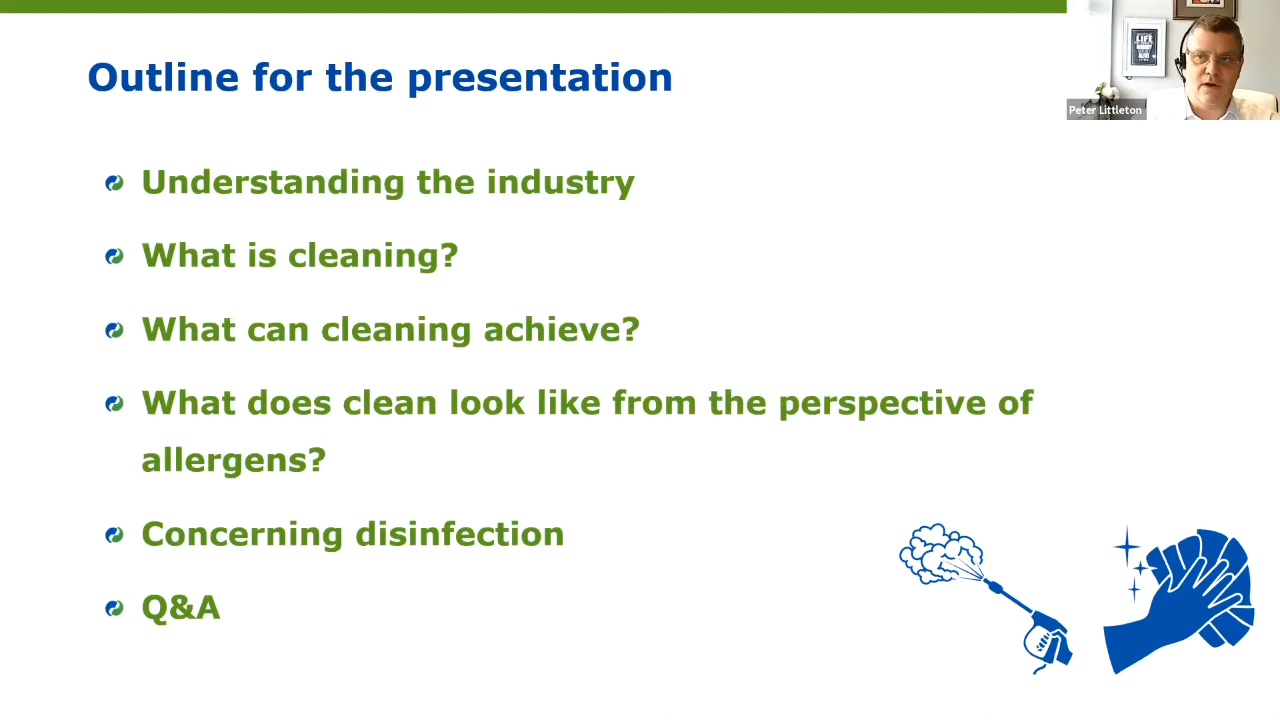 Outline for the presentation
Understanding the industry
What is cleaning?
What can cleaning achieve?
What does clean look like from the perspective of
allergens?
Concerning disinfection
Q&A
Peter Littleton
LIFE